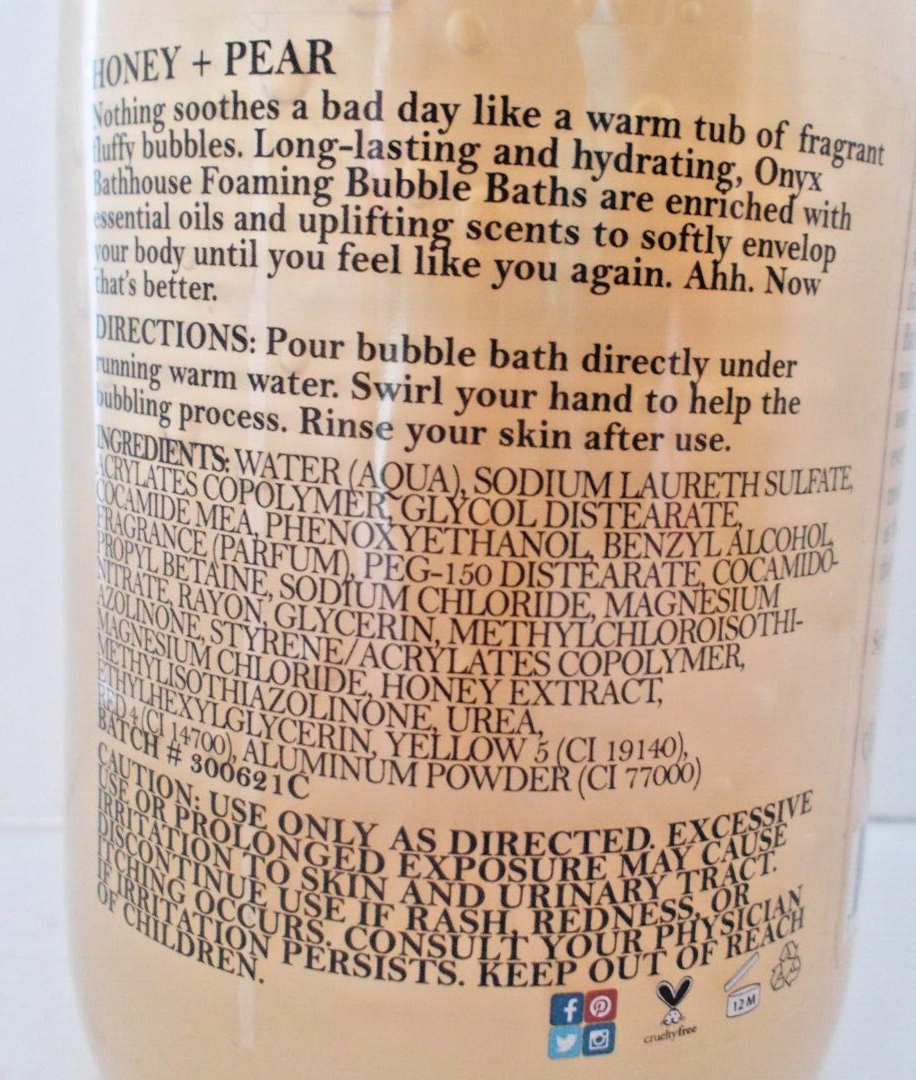 HONEY + PEAR
Nothing soothes a bad day like a warm tub of fragrant
fluffy bubbles. Long-lasting and hydrating, Onyx
Bathhouse Foaming Bubble Baths are enriched with
essential oils and uplifting scents to softly envelop
your body until you feel like you again. Ahh. Now
that's better.
DIRECTIONS: Pour bubble bath directly under
running warm water. Swirl your hand to help the
bubbling process. Rinse your skin after use.
INGREDIENTS: WATER (AQUA), SODIUM LAURETH SULFATE,
ACRYLATES COPOLYMER, GLYCOL DISTEARATE,
COCAMIDE MEA, PHENOXYETHANOL, BENZYL ALCOHOL,
FRAGRANCE (PARFUM), PEG-150 DISTEARATE, COCAMIDO-
PROPYL BETAINE, SODIUM CHLORIDE, MAGNESIUM
NITRATE, RAYON, GLYCERIN, METHYLCHLOROISOTHI-
AZOLINONE, STYRENE/ACRYLATES COPOLYMER,
MAGNESIUM CHLORIDE, HONEY EXTRACT,
METHYLISOTHIAZOLINONE, UREA,
ETHYLHEXYLGLYCERIN, YELLOW 5 (CI 19140),
RED 4 (CI 14700), ALUMINUM POWDER (CI 77000)
BATCH # 300621C
CAUTION: USE ONLY AS DIRECTED. EXCESSIVE
USE OR PROLONGED EXPOSURE MAY CAUSE
IRRITATION TO SKIN AND URINARY TRACT.
DISCONTINUE USE IF RASH, REDNESS, OR
ITCHING OCCURS. CONSULT YOUR PHYSICIAN
IF IRRITATION PERSISTS. KEEP OUT OF REACH
OF CHILDREN.
crueltyfree
12M